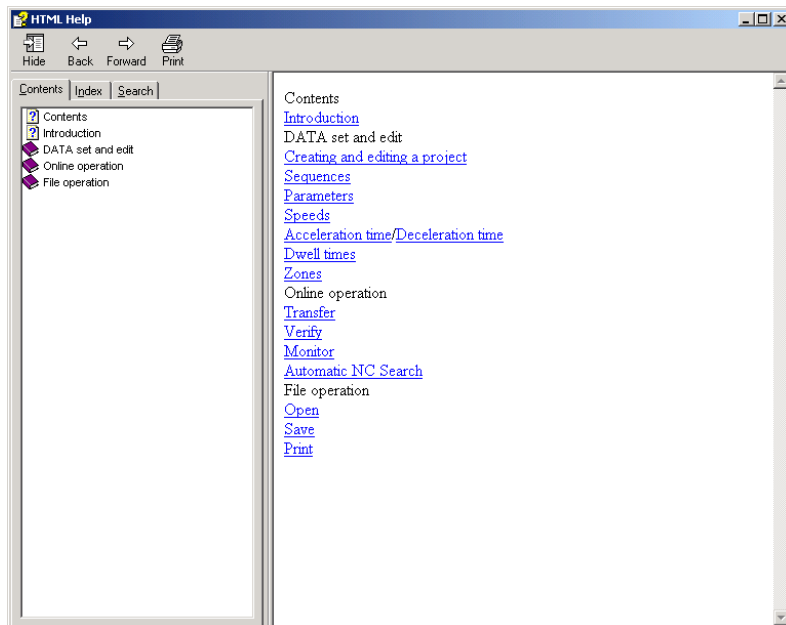 HTML Help
Hide Back Forward Print
Contents Index Search
Contents
Introduction
DATA set and edit
Online operation
File operation
Contents
Introduction
DATA set and edit
Creating and editing a project
Sequences
Parameters
Speeds
Acceleration time/Deceleration time
Dwell times
Zones
Online operation
Transfer
Verify
Monitor
Automatic NC Search
File operation
Open
Save
Print